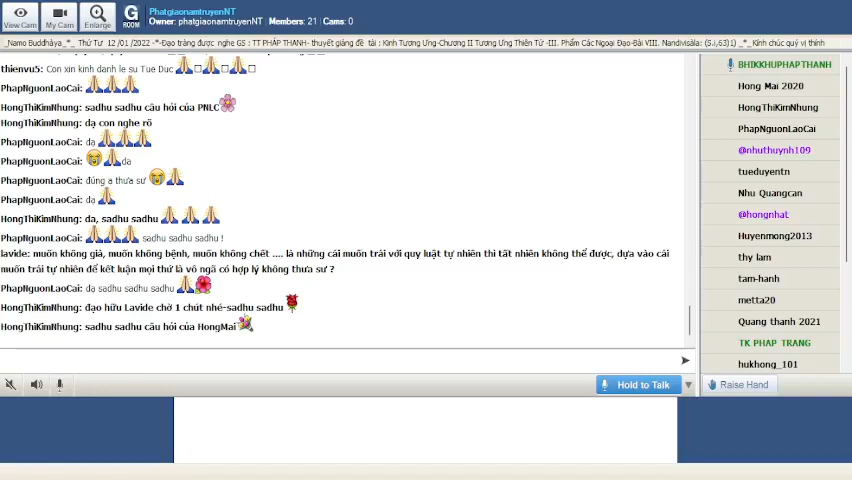 PhatgiaonamtruyenNT
Owner: phatgiaonamtruyenNT   Members: 21   Cams: 0
View Cam
My Cam
Enlarge
G
ROOM
_Namo Buddhàya_*_ Thứ Tư 12 /01/2022 -*-Đạo tràng được nghe GS : TT PHÁP THANH- thuyết giảng đề tài : Kinh Tương Ưng-Chương II Tương Ưng Thiên Tử -III. Phẩm Các Ngoại Đạo-Bài VIII. Nandivisàla: (S.i,63)1) _*_Kính chúc quý vị thính
thienvu5: Con xin kinh danh le su Tue Duc
PhapNguonLaoCai:
HongThiKimNhung: sadhu sadhu câu hỏi của PNLC
HongThiKimNhung: dạ con nghe rõ
PhapNguonLaoCai: dạ
PhapNguonLaoCai: dạ
PhapNguonLaoCai: đúng ạ thưa sư
PhapNguonLaoCai: dạ
HongThiKimNhung: dạ, sadhu sadhu
PhapNguonLaoCai: sadhu sadhu sadhu !
lavide: muốn không già, muốn không bệnh, muốn không chết .... là những cái muốn trái với quy luật tự nhiên thì tất nhiên không thể được, dựa vào cái
muốn trái tự nhiên để kết luận mọi thứ là vô ngã có hợp lý không thưa sư ?
PhapNguonLaoCai: dạ sadhu sadhu sadhu
HongThiKimNhung: đạo hữu Lavide chờ 1 chút nhé-sadhu sadhu
HongThiKimNhung: sadhu sadhu câu hỏi của HongMai
Hold to Talk
BHIKKHUPHAPTHANH
Hong Mai 2020
HongThiKimNhung
PhapNguonLaoCai
@nhuthuynh109
tueduyentn
Nhu Quangcan
@hongnhat
Huyenmong2013
thy lam
tam-hanh
metta20
Quang thanh 2021
TK PHAP TRANG
hukhong_101
Raise Hand